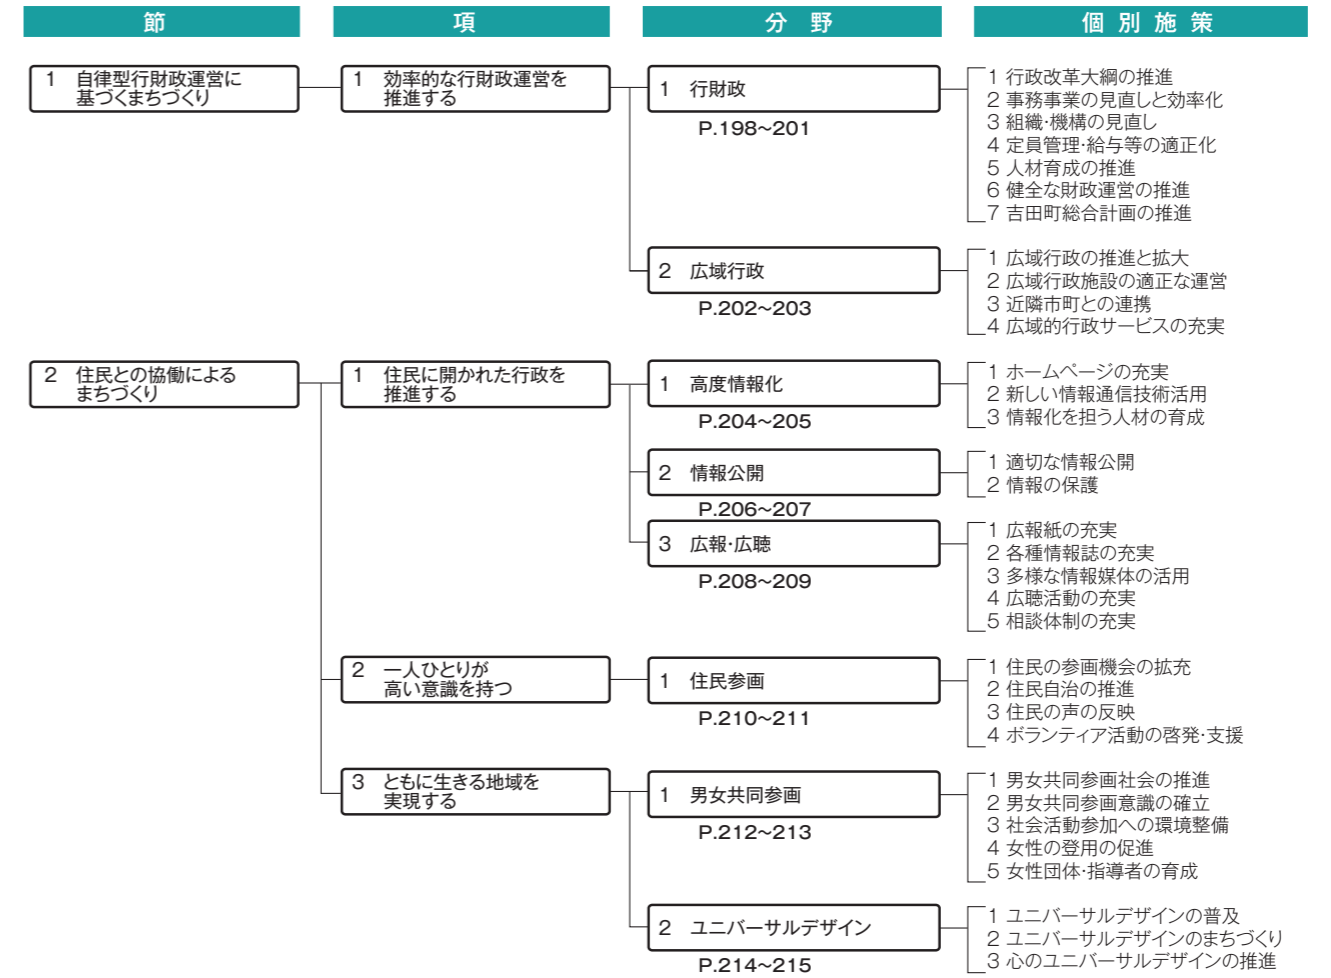 節 項 分野 個別施策
1 自律型行財政運営に
基づくまちづくり
1 効率的な行財政運営を
推進する
1 行財政
P.198~201
1 行政改革大綱の推進
2 事務事業の見直しと効率化
3 組織・機構の見直し
4 定員管理・給与等の適正化
5 人材育成の推進
6 健全な財政運営の推進
7 吉田町総合計画の推進
2 広域行政
P.202~203
1 広域行政の推進と拡大
2 広域行政施設の適正な運営
3 近隣市町との連携
4 広域的行政サービスの充実
2 住民との協働による
まちづくり
1 住民に開かれた行政を
推進する
1 高度情報化
P.204~205
1 ホームページの充実
2 新しい情報通信技術活用
3 情報化を担う人材の育成
2 情報公開
P.206~207
1 適切な情報公開
2 情報の保護
3 広報・広聴
P.208~209
1 広報紙の充実
2 各種情報誌の充実
3 多様な情報媒体の活用
4 広聴活動の充実
5 相談体制の充実
2 一人ひとりが
高い意識を持つ
1 住民参画
P.210~211
1 住民の参画機会の拡充
2 住民自治の推進
3 住民の声の反映
4 ボランティア活動の啓発・支援
3 ともに生きる地域を
実現する
1 男女共同参画
P.212~213
1 男女共同参画社会の推進
2 男女共同参画意識の確立
3 社会活動参加への環境整備
4 女性の登用の促進
5 女性団体・指導者の育成
2 ユニバーサルデザイン
P.214~215
1 ユニバーサルデザインの普及
2 ユニバーサルデザインのまちづくり
3 心のユニバーサルデザインの推進